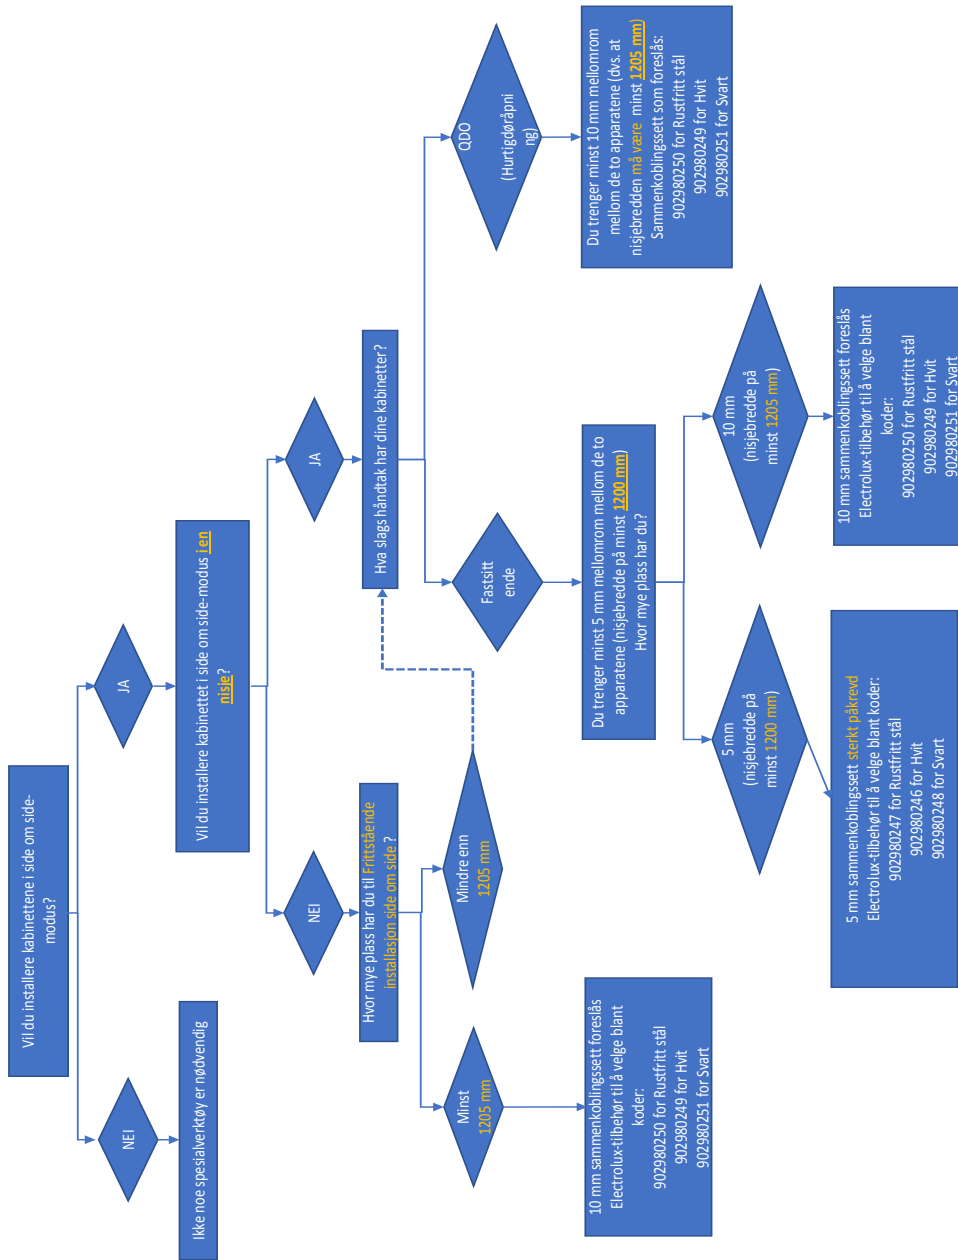 Vil du installere kabinettene i side om side-
modus?
NEI
JA
Ikke noe spesialverktøy er nødvendig
Vil du installere kabinettet i side om side-modus i en
nisje?
NEI
JA
Hvor mye plass har du til Frittstående
installasjon side om side ?
Hva slags håndtak har dine kabinetter?
Minst
1205 mm
Mindre enn
1205 mm
Fastsitt
ende
QDO
(Hurtigdøråpni
ng)
10 mm sammenkoblingssett foreslås
Electrolux-tilbehør til å velge blant
koder:
902980250 for Rustfritt stål
902980249 for Hvit
902980251 for Svart
Du trenger minst 5 mm mellomrom mellom de to
apparatene (nisjebredde på minst 1200 mm)
Hvor mye plass har du?
Du trenger minst 10 mm mellomrom
mellom de to apparatene (dvs. at
nisjebredden må være minst 1205 mm)
Sammenkoblingssett som foreslås:
902980250 for Rustfritt stål
902980249 for Hvit
902980251 for Svart
5 mm
(nisjebredde på
minst 1200 mm)
10 mm
(nisjebredde på
minst 1205 mm)
5 mm sammenkoblingssett sterkt påkrevd
Electrolux-tilbehør til å velge blant koder:
902980247 for Rustfritt stål
902980246 for Hvit
902980248 for Svart
10 mm sammenkoblingssett foreslås
Electrolux-tilbehør til å velge blant
koder:
902980250 for Rustfritt stål
902980249 for Hvit
902980251 for Svart